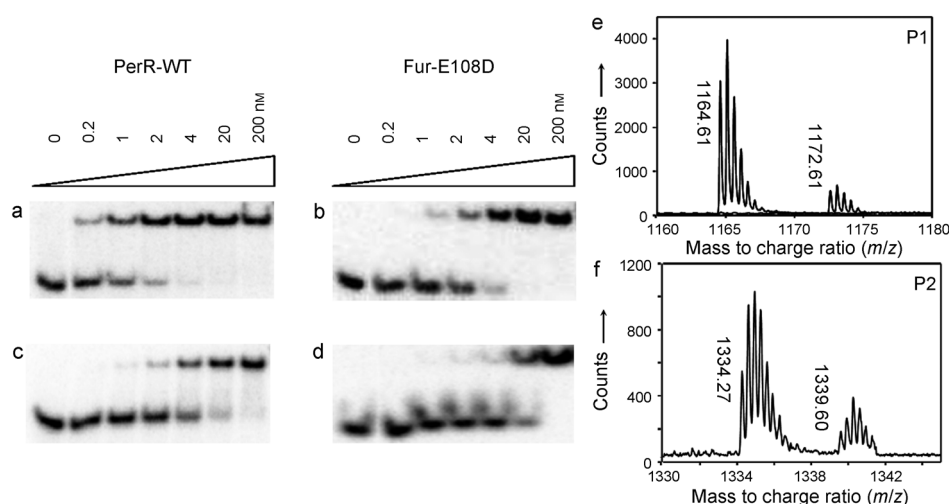 PerR-WT
0 0.2 1 2 4 20 200 nM
a
c
Fur-E108D
0 0.2 1 2 4 20 200 nM
b
d
e
P1
Counts
4000
3000
2000
1000
0
1164.61
1172.61
1160 1165 1170 1175 1180
Mass to charge ratio (m/z)
f
P2
Counts
1200
800
400
0
1334.27
1339.60
1330 1334 1338 1342
Mass to charge ratio (m/z)